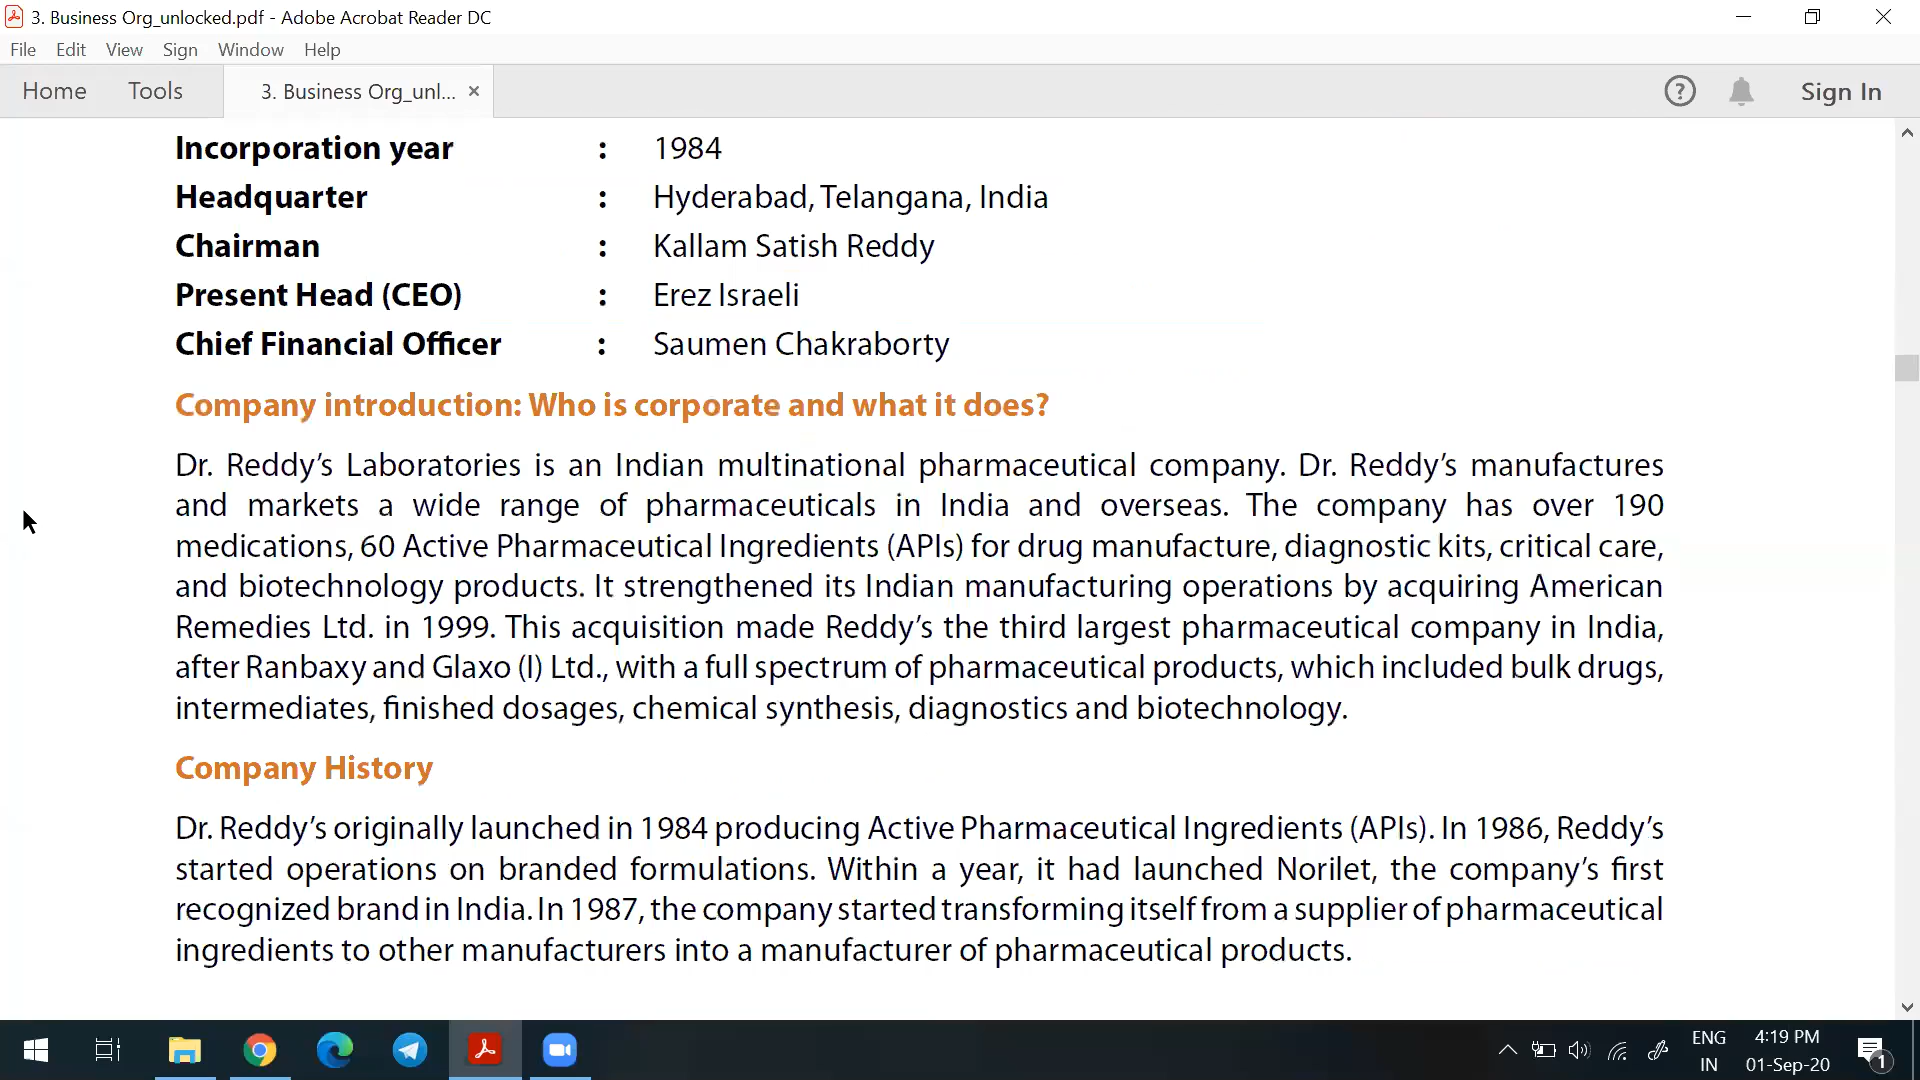 3. Business Org_unlocked.pdf - Adobe Acrobat Reader DC
File Edit View Sign Window Help
Home Tools 3. Business Org_unl... × ? Sign In
Incorporation year : 1984
Headquarter : Hyderabad, Telangana, India
Chairman : Kallam Satish Reddy
Present Head (CEO) : Erez Israeli
Chief Financial Officer : Saumen Chakraborty
Company introduction: Who is corporate and what it does?
Dr. Reddy’s Laboratories is an Indian multinational pharmaceutical company. Dr. Reddy’s manufactures
and markets a wide range of pharmaceuticals in India and overseas. The company has over 190
medications, 60 Active Pharmaceutical Ingredients (APIs) for drug manufacture, diagnostic kits, critical care,
and biotechnology products. It strengthened its Indian manufacturing operations by acquiring American
Remedies Ltd. in 1999. This acquisition made Reddy’s the third largest pharmaceutical company in India,
after Ranbaxy and Glaxo (I) Ltd., with a full spectrum of pharmaceutical products, which included bulk drugs,
intermediates, finished dosages, chemical synthesis, diagnostics and biotechnology.
Company History
Dr. Reddy’s originally launched in 1984 producing Active Pharmaceutical Ingredients (APIs). In 1986, Reddy’s
started operations on branded formulations. Within a year, it had launched Norilet, the company’s first
recognized brand in India. In 1987, the company started transforming itself from a supplier of pharmaceutical
ingredients to other manufacturers into a manufacturer of pharmaceutical products.
ENG 4:19 PM
IN 01-Sep-20 1